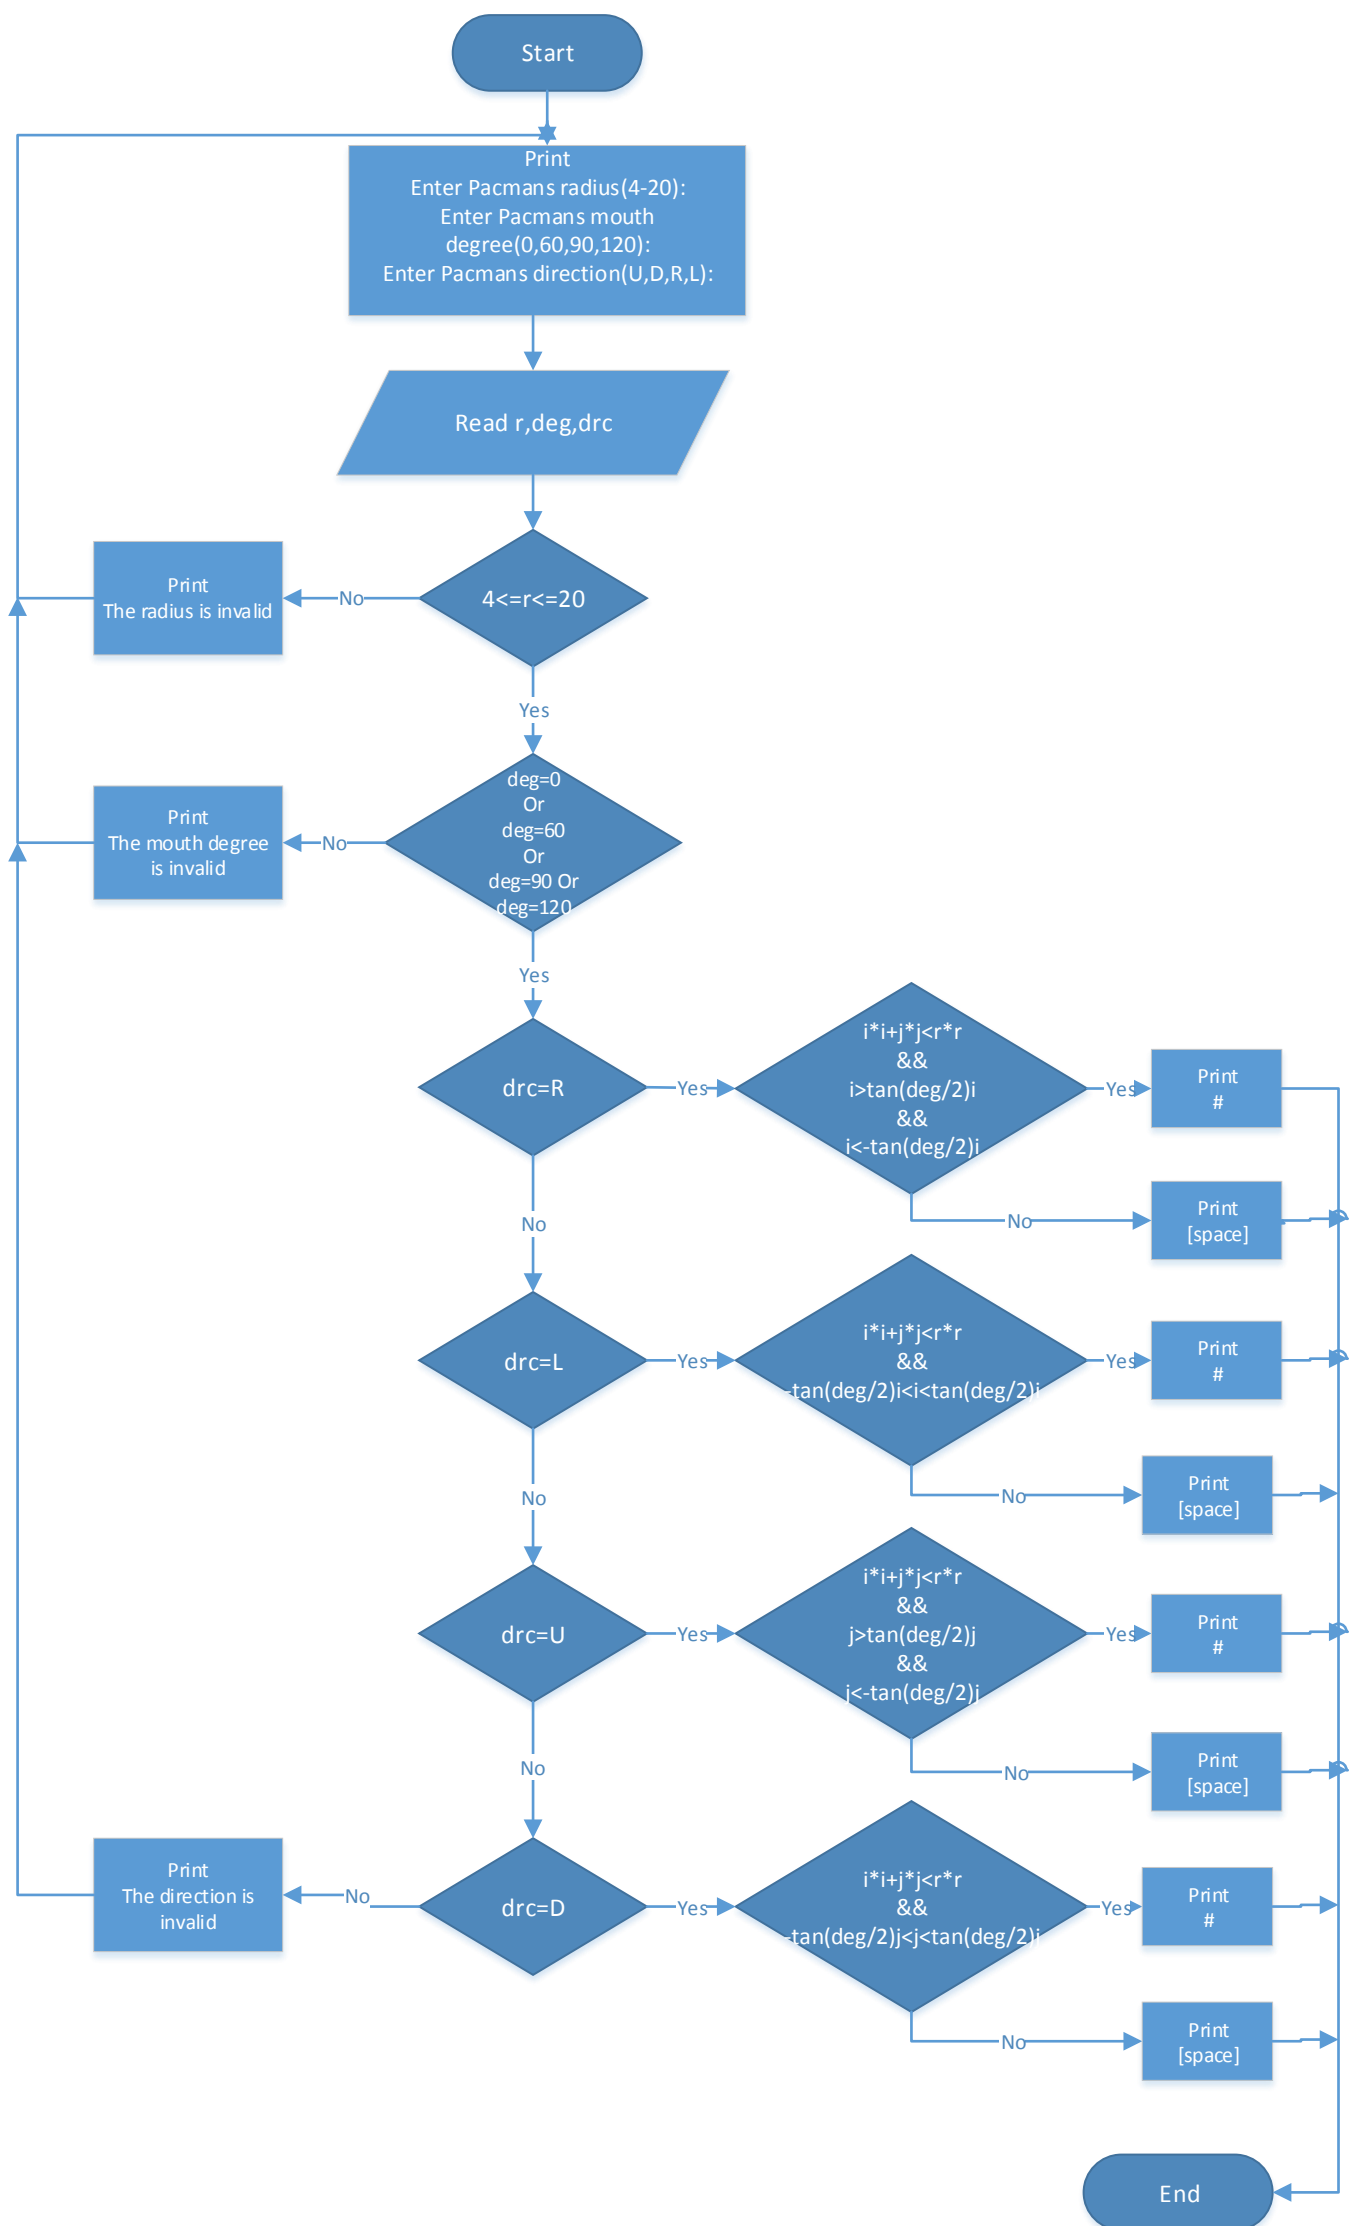 Start
Print
Enter Pacmans radius(4-20):
Enter Pacmans mouth
degree(0,60,90,120):
Enter Pacmans direction(U,D,R,L):
Read r,deg,drc
4<=r<=20
No
Print
The radius is invalid
Yes
deg=0
Or
deg=60
Or
deg=90 Or
deg=120
No
Print
The mouth degree
is invalid
Yes
drc=R
Yes
i*i+j*j<r*r
&&
i>tan(deg/2)i
&&
i<-tan(deg/2)i
Yes
Print
#
No
Print
[space]
No
drc=L
Yes
i*i+j*j<r*r
&&
-tan(deg/2)i<i<tan(deg/2)i
Yes
Print
#
No
Print
[space]
No
drc=U
Yes
i*i+j*j<r*r
&&
j>tan(deg/2)j
&&
j<-tan(deg/2)j
Yes
Print
#
No
Print
[space]
No
drc=D
No
Print
The direction is
invalid
Yes
i*i+j*j<r*r
&&
-tan(deg/2)j<j<tan(deg/2)j
Yes
Print
#
No
Print
[space]
End